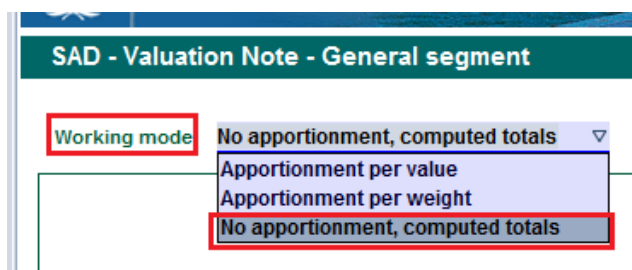 SAD - Valuation Note - General segment
Working mode No apportionment, computed totals
Apportionment per value
Apportionment per weight
No apportionment, computed totals